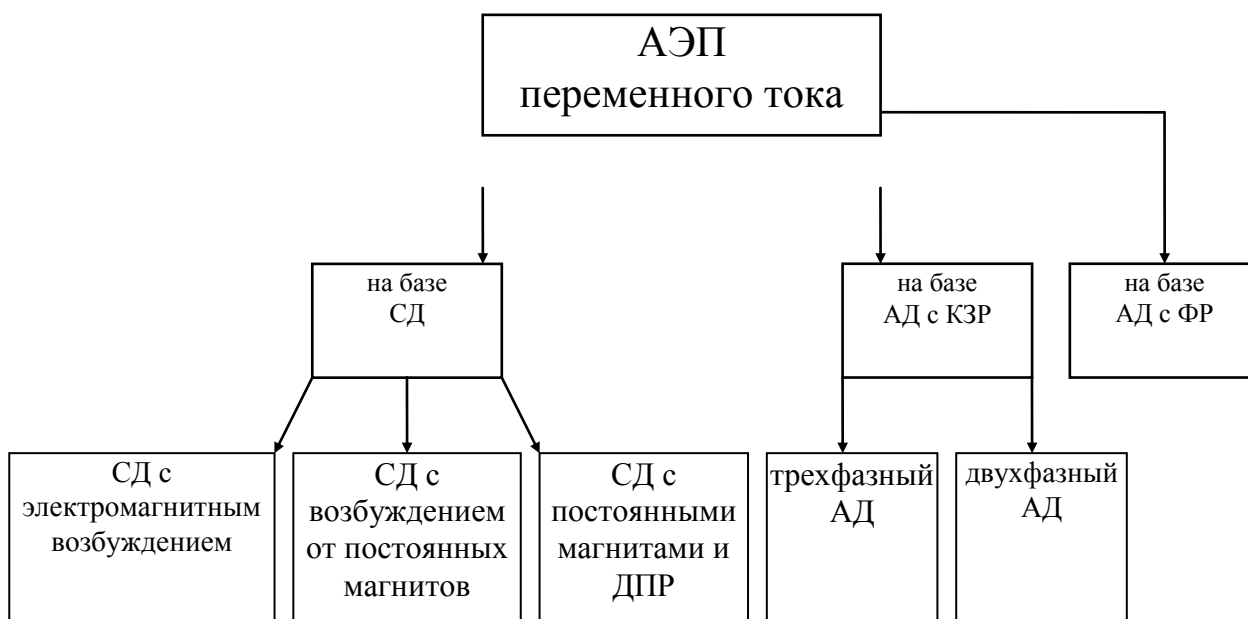 АЭП
переменного тока
на базе
СД
на базе
АД с КЗР
на базе
АД с ФР
СД с
электромагнитным
возбуждением
СД с
возбуждением
от постоянных
магнитов
СД с
постоянными
магнитами и
ДПР
трехфазный
АД
двухфазный
АД